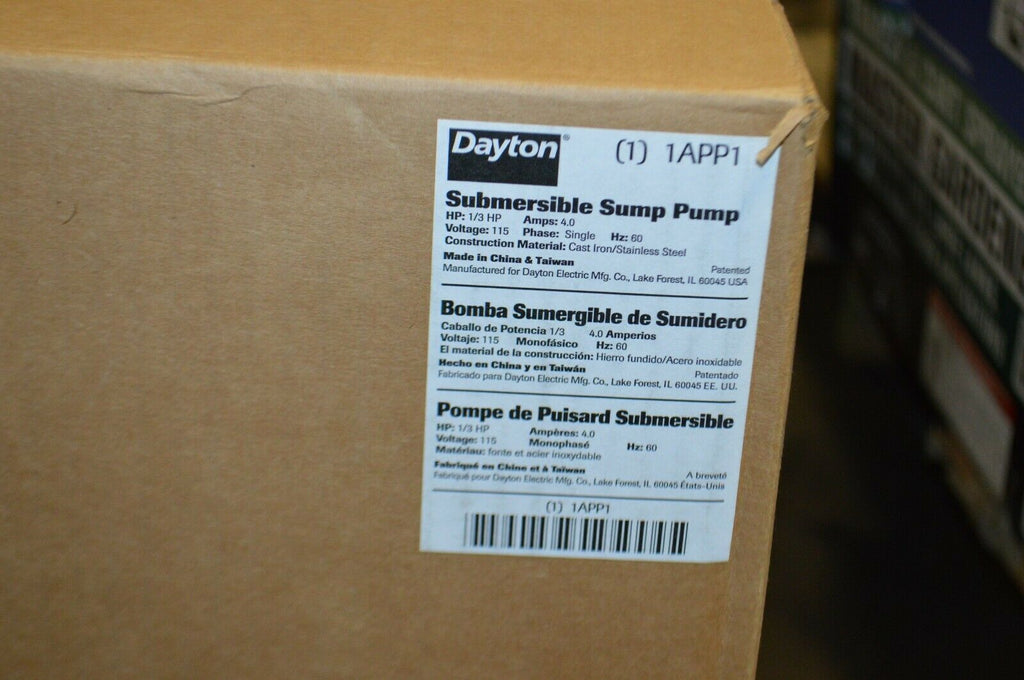 Dayton®
(1) 1APP1
Submersible Sump Pump
HP: 1/3 HP Amps: 4.0
Voltage: 115 Phase: Single Hz: 60
Construction Material: Cast Iron/Stainless Steel
Made in China & Taiwan
Patented
Manufactured for Dayton Electric Mfg. Co., Lake Forest, IL 60045 USA
Bomba Sumergible de Sumidero
Caballo de Potencia 1/3 4.0 Amperios
Voltaje: 115 Monofásico Hz: 60
El material de la construcción: Hierro fundido/Acero inoxidable
Hecho en China y en Taiwán
Patentado
Fabricado para Dayton Electric Mfg. Co., Lake Forest, IL 60045 EE. UU.
Pompe de Puisard Submersible
HP: 1/3 HP Ampères: 4.0
Voltage: 115 Monophasé Hz: 60
Matériau: fonte et acier inoxydable
Fabriqué en Chine et à Taiwan
A breveté
Fabriqué pour Dayton Electric Mfg. Co., Lake Forest, IL 60045 États-Unis
(1) 1APP1